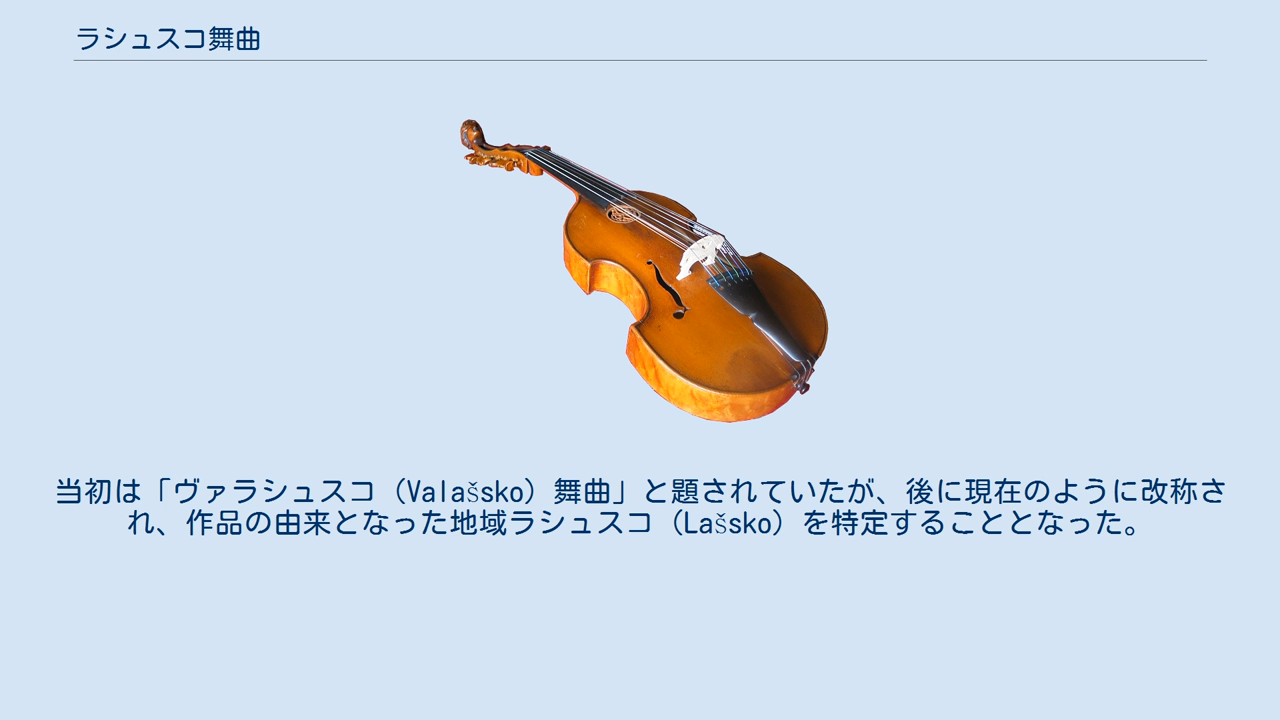 ラシュスコ舞曲
当初は「ヴァラシュスコ（Valašsko）舞曲」と題されていたが、後に現在のように改称さ
れ、作品の由来となった地域ラシュスコ（Lašsko）を特定することとなった。